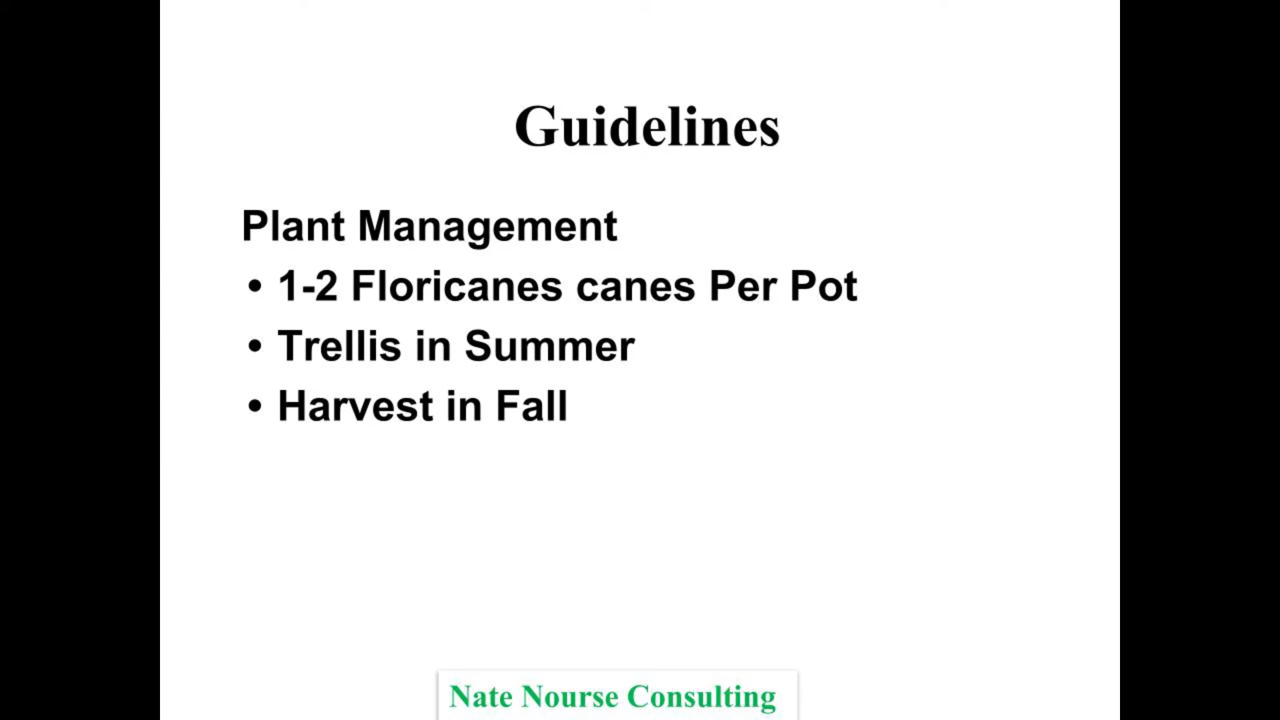 Guidelines
Plant Management
• 1-2 Floricanes canes Per Pot
• Trellis in Summer
• Harvest in Fall
Nate Nourse Consulting